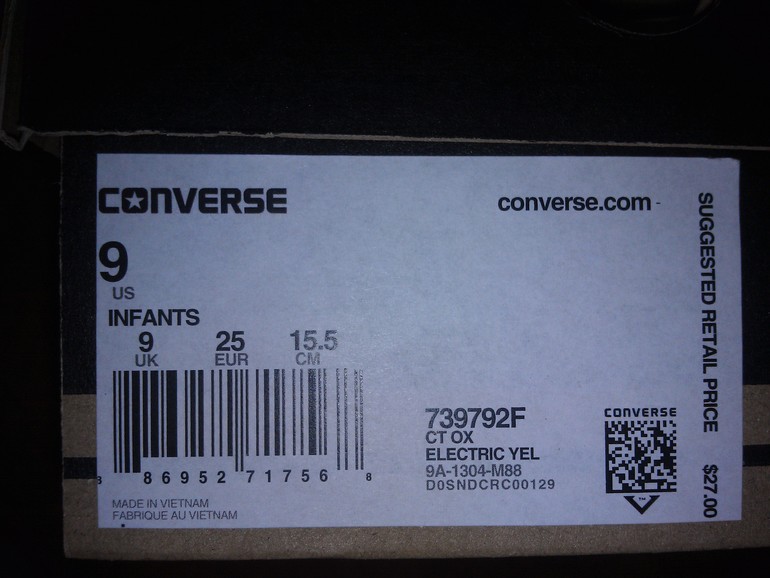 CONVERSE
converse.com -
9
US
INFANTS
9 25 15.5
UK EUR CM
8 86952 71756 8
MADE IN VIETNAM
FABRIQUE AU VIETNAM
739792F
CT OX
ELECTRIC YEL
9A-1304-M88
D0SNDCRC00129
CONVERSE
TM
SUGGESTED RETAIL PRICE $27.00